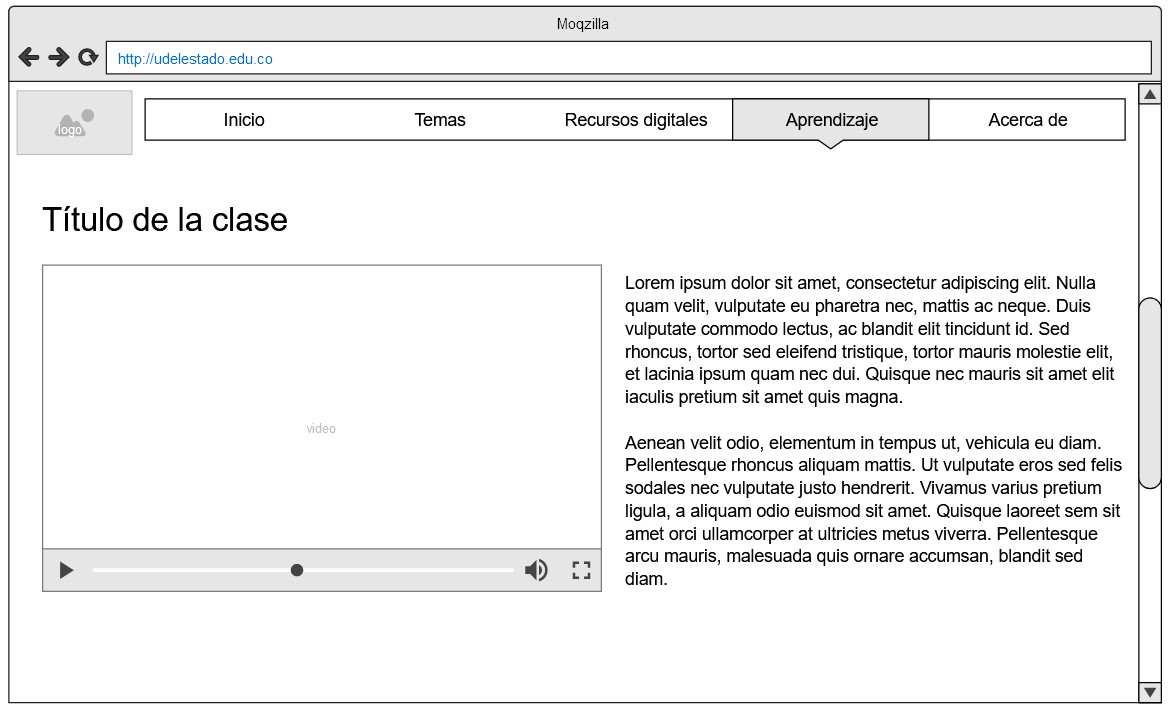 Moqzilla
http://udelestado.edu.co
logo
Inicio Temas Recursos digitales Aprendizaje Acerca de
Título de la clase
video
Lorem ipsum dolor sit amet, consectetur adipiscing elit. Nulla
quam velit, vulputate eu pharetra nec, mattis ac neque. Duis
vulputate commodo lectus, ac blandit elit tincidunt id. Sed
rhoncus, tortor sed eleifend tristique, tortor mauris molestie elit,
et lacinia ipsum quam nec dui. Quisque nec mauris sit amet elit
iaculis pretium sit amet quis magna.
Aenean velit odio, elementum in tempus ut, vehicula eu diam.
Pellentesque rhoncus aliquam mattis. Ut vulputate eros sed felis
sodales nec vulputate justo hendrerit. Vivamus varius pretium
ligula, a aliquam odio euismod sit amet. Quisque laoreet sem sit
amet orci ullamcorper at ultricies metus viverra. Pellentesque
arcu mauris, malesuada quis ornare accumsan, blandit sed
diam.